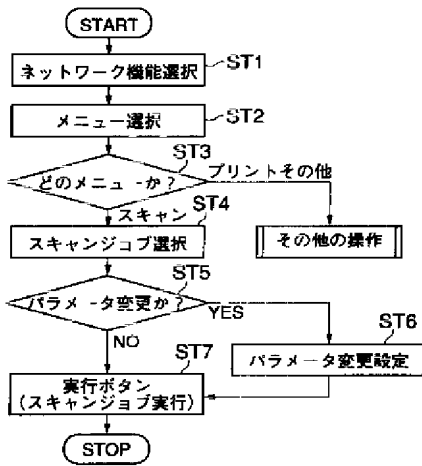 START
ネットワーク機能選択
ST1
メニュー選択
ST2
ST3
どのメニューか?
プリントその他
スキャン
ST4
スキャンジョブ選択
その他の操作
ST5
パラメータ変更か?
YES
ST6
NO
ST7
パラメータ変更設定
実行ボタン
(スキャンジョブ実行)
STOP